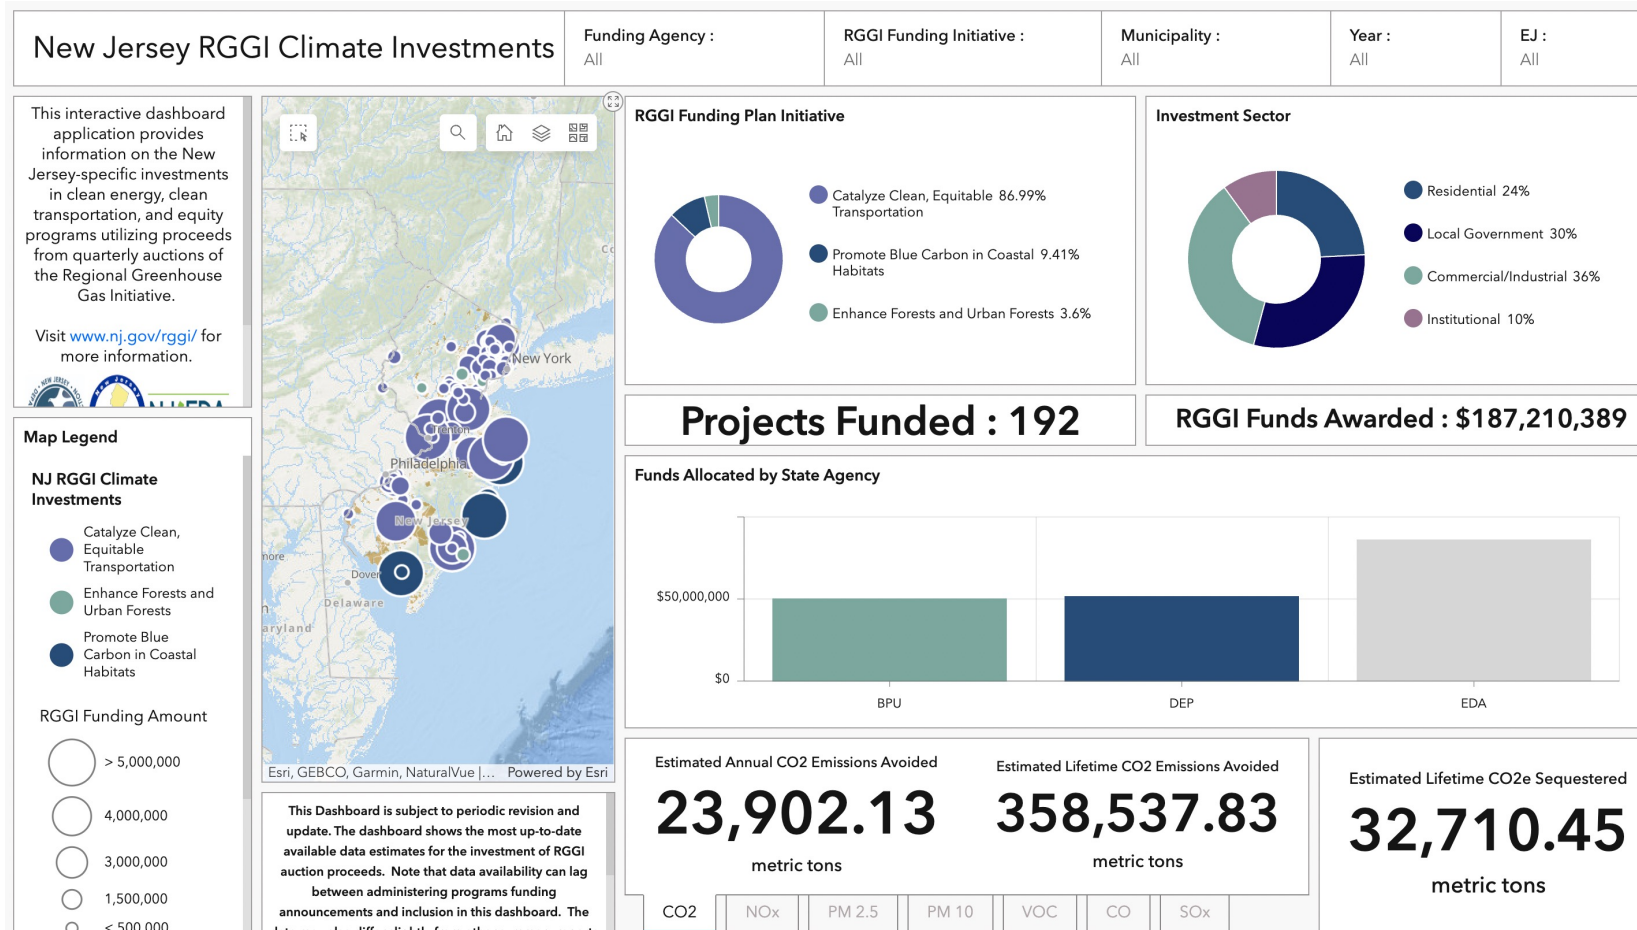 New Jersey RGGI Climate Investments
Funding Agency :
All
RGGI Funding Initiative :
All
Municipality :
All
Year :
All
EJ :
All
This interactive dashboard
application provides
information on the New
Jersey-specific investments
in clean energy, clean
transportation, and equity
programs utilizing proceeds
from quarterly auctions of
the Regional Greenhouse
Gas Initiative.
Visit www.nj.gov/rggi/ for
more information.
Map Legend
NJ RGGI Climate
Investments
Catalyze Clean,
Equitable
Transportation
Enhance Forests and
Urban Forests
Promote Blue
Carbon in Coastal
Habitats
RGGI Funding Amount
> 5,000,000
4,000,000
3,000,000
1,500,000
< 500,000
New York
Trenton
Philadelphia
New Jersey
Dover
Delaware
Esri, GEBCO, Garmin, NaturalVue |... Powered by Esri
This Dashboard is subject to periodic revision and
update. The dashboard shows the most up-to-date
available data estimates for the investment of RGGI
auction proceeds. Note that data availability can lag
between administering programs funding
announcements and inclusion in this dashboard. The
RGGI Funding Plan Initiative
Catalyze Clean, Equitable 86.99%
Transportation
Promote Blue Carbon in Coastal 9.41%
Habitats
Enhance Forests and Urban Forests 3.6%
Investment Sector
Residential 24%
Local Government 30%
Commercial/Industrial 36%
Institutional 10%
Projects Funded : 192
RGGI Funds Awarded : $187,210,389
Funds Allocated by State Agency
$50,000,000
$0
BPU
DEP
EDA
Estimated Annual CO2 Emissions Avoided
23,902.13
metric tons
Estimated Lifetime CO2 Emissions Avoided
358,537.83
metric tons
Estimated Lifetime CO2e Sequestered
32,710.45
metric tons
CO2
NOx
PM 2.5
PM 10
VOC
CO
SOx